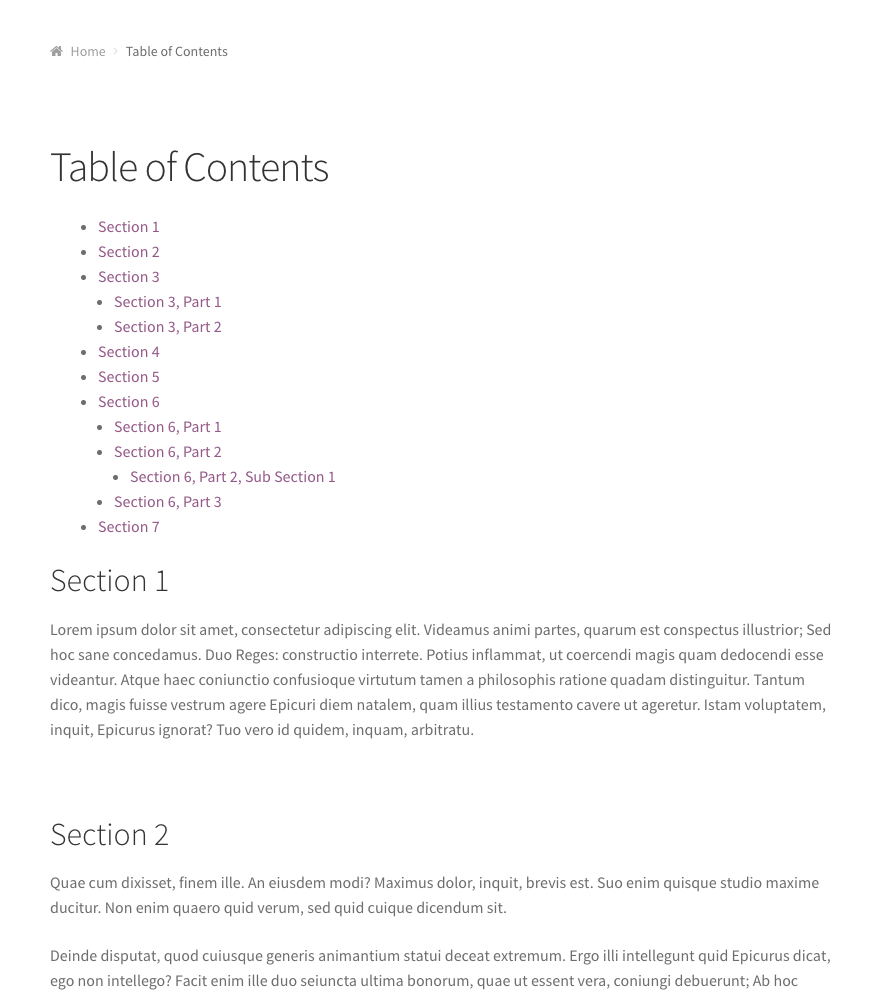 Home Table of Contents
Table of Contents
Section 1
Section 2
Section 3
Section 3, Part 1
Section 3, Part 2
Section 4
Section 5
Section 6
Section 6, Part 1
Section 6, Part 2
Section 6, Part 2, Sub Section 1
Section 6, Part 3
Section 7
Section 1
Lorem ipsum dolor sit amet, consectetur adipiscing elit. Videamus animi partes, quarum est conspectus illustrior; Sed
hoc sane concedamus. Duo Reges: constructio interrete. Potius inflammat, ut coercendi magis quam dedocendi esse
videantur. Atque haec coniunctio confusioque virtutum tamen a philosophis ratione quadam distinguitur. Tantum
dico, magis fuisse vestrum agere Epicuri diem natalem, quam illius testamento cavere ut ageretur. Istam voluptatem,
inquit, Epicurus ignorat? Tuo vero id quidem, inquam, arbitratu.
Section 2
Quae cum dixisset, finem ille. An eiusdem modi? Maximus dolor, inquit, brevis est. Suo enim quisque studio maxime
ducitur. Non enim quaero quid verum, sed quid cuique dicendum sit.
Deinde disputat, quod cuiusque generis animantium statui deceat extremum. Ergo illi intellegunt quid Epicurus dicat,
ego non intellego? Facit enim ille duo seiuncta ultima bonorum, quae ut essent vera, coniungi debuerunt; Ab hoc